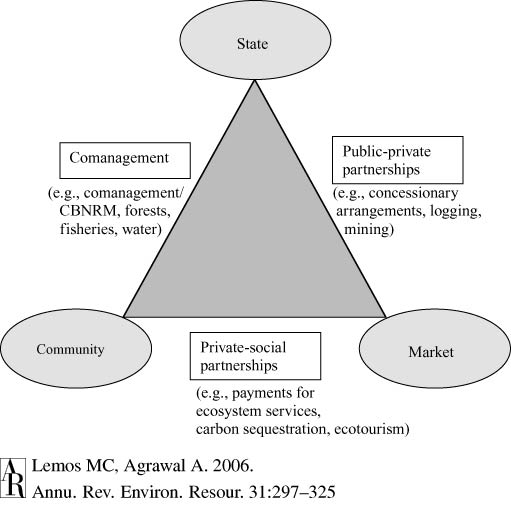 State
Comanagement
(e.g., comanagement/
CBNRM, forests,
fisheries, water)
Public-private
partnerships
(e.g., concessionary
arrangements, logging,
mining)
Community
Private-social
partnerships
(e.g., payments for
ecosystem services,
carbon sequestration, ecotourism)
Market
AR
Lemos MC, Agrawal A. 2006.
Annu. Rev. Environ. Resour. 31:297–325